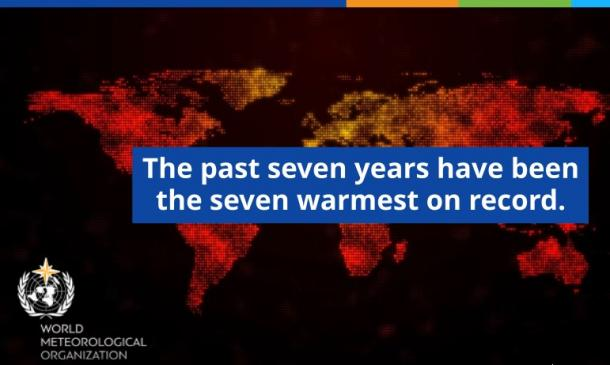 The past seven years have been
the seven warmest on record.
WORLD
METEOROLOGICAL
ORGANIZATION